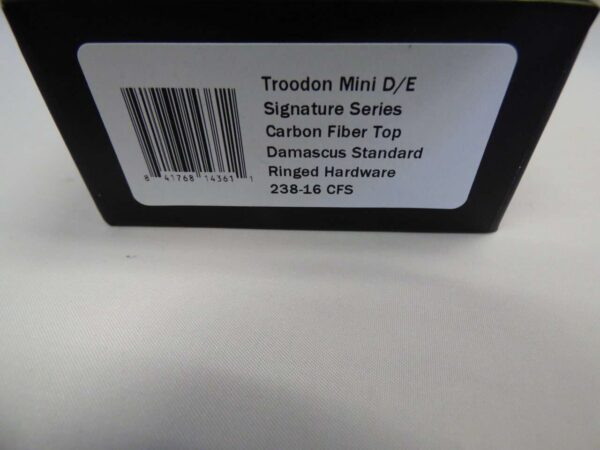 Troodon Mini D/E
Signature Series
Carbon Fiber Top
Damascus Standard
Ringed Hardware
238-16 CFS
8 41768 14361 1